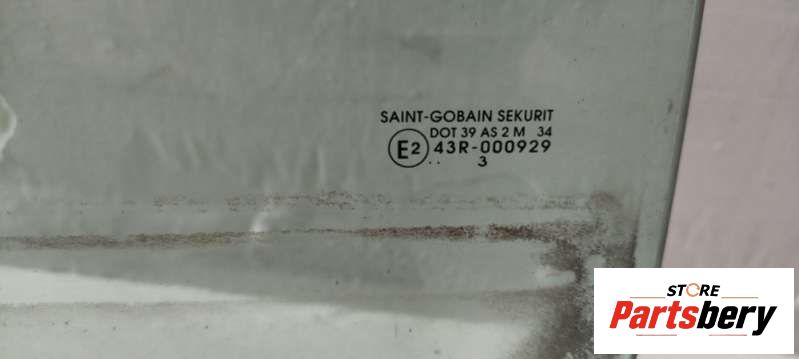 SAINT-GOBAIN SEKURIT
DOT 39 AS 2 M 34
E2 43R-000929
.. 3
STORE
Partsbery